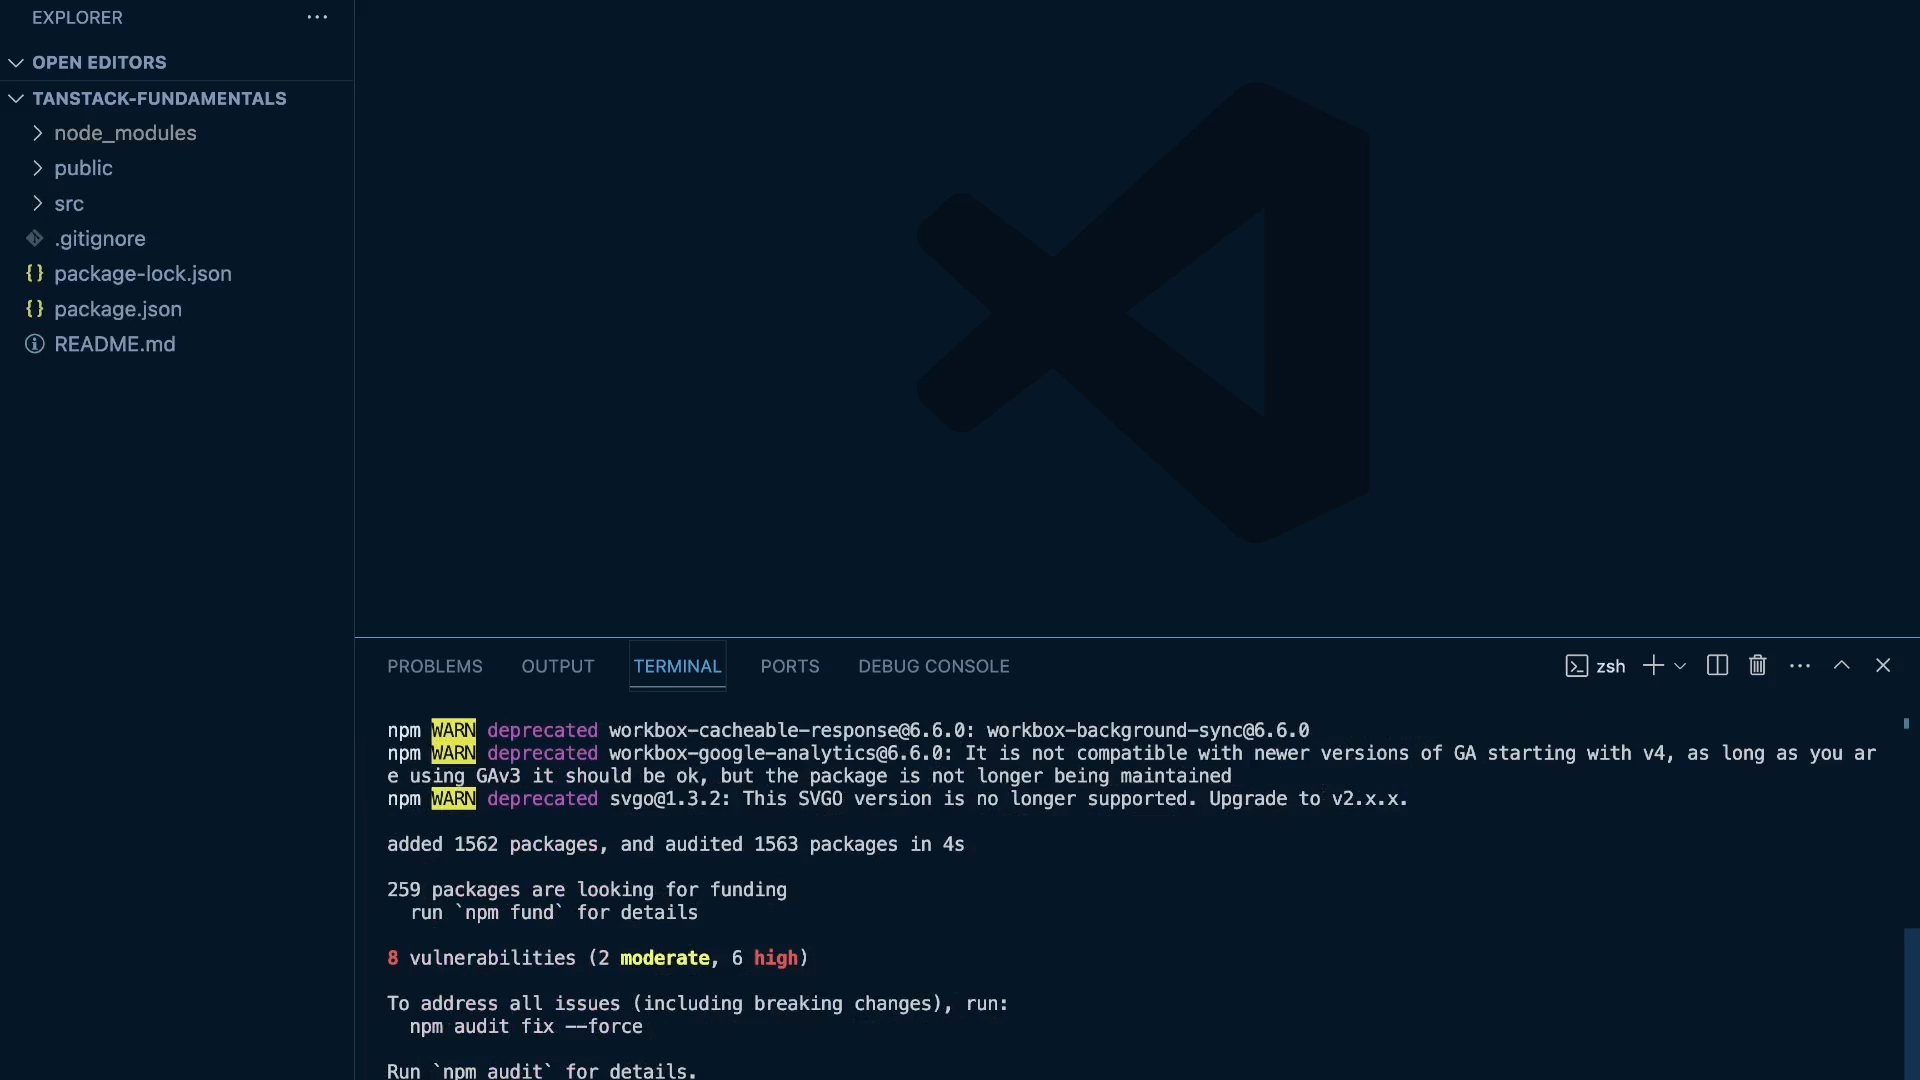 EXPLORER
OPEN EDITORS
TANSTACK-FUNDAMENTALS
node_modules
public
src
.gitignore
package-lock.json
package.json
README.md
PROBLEMS OUTPUT TERMINAL PORTS DEBUG CONSOLE zsh
npm WARN deprecated workbox-cacheable-response@6.6.0: workbox-background-sync@6.6.0
npm WARN deprecated workbox-google-analytics@6.6.0: It is not compatible with newer versions of GA starting with v4, as long as you ar
e using GAv3 it should be ok, but the package is not longer being maintained
npm WARN deprecated svgo@1.3.2: This SVGO version is no longer supported. Upgrade to v2.x.x.
added 1562 packages, and audited 1563 packages in 4s
259 packages are looking for funding
run `npm fund` for details
8 vulnerabilities (2 moderate, 6 high)
To address all issues (including breaking changes), run:
npm audit fix --force
Run `npm audit` for details.